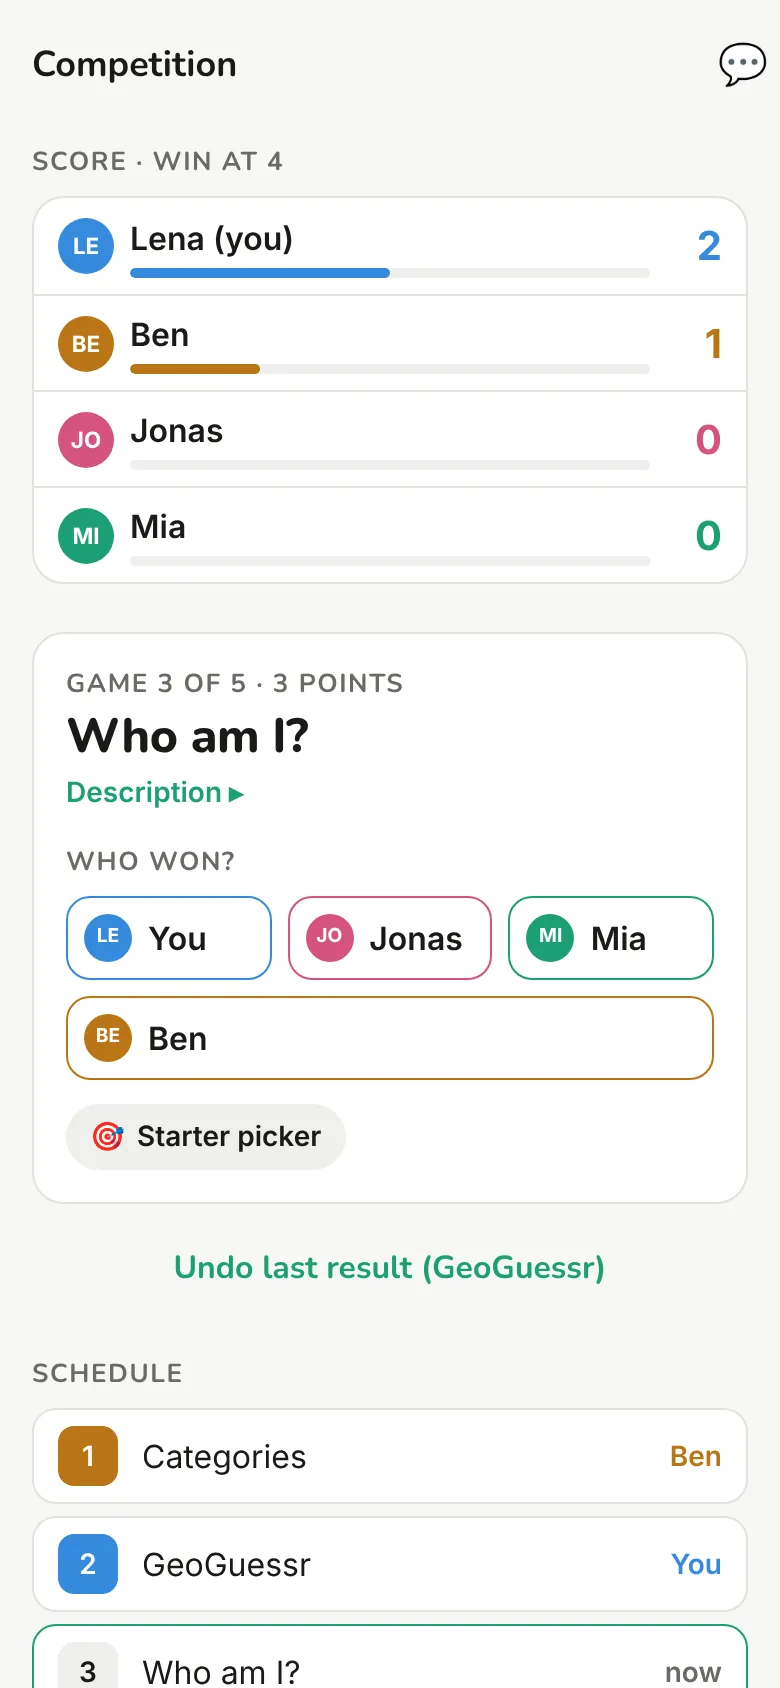 Competition
SCORE · WIN AT 4
LE Lena (you) 2
BE Ben 1
JO Jonas 0
MI Mia 0
GAME 3 OF 5 · 3 POINTS
Who am I?
Description ▸
WHO WON?
LE You JO Jonas MI Mia
BE Ben
Starter picker
Undo last result (GeoGuessr)
SCHEDULE
1 Categories Ben
2 GeoGuessr You
3 Who am I? now